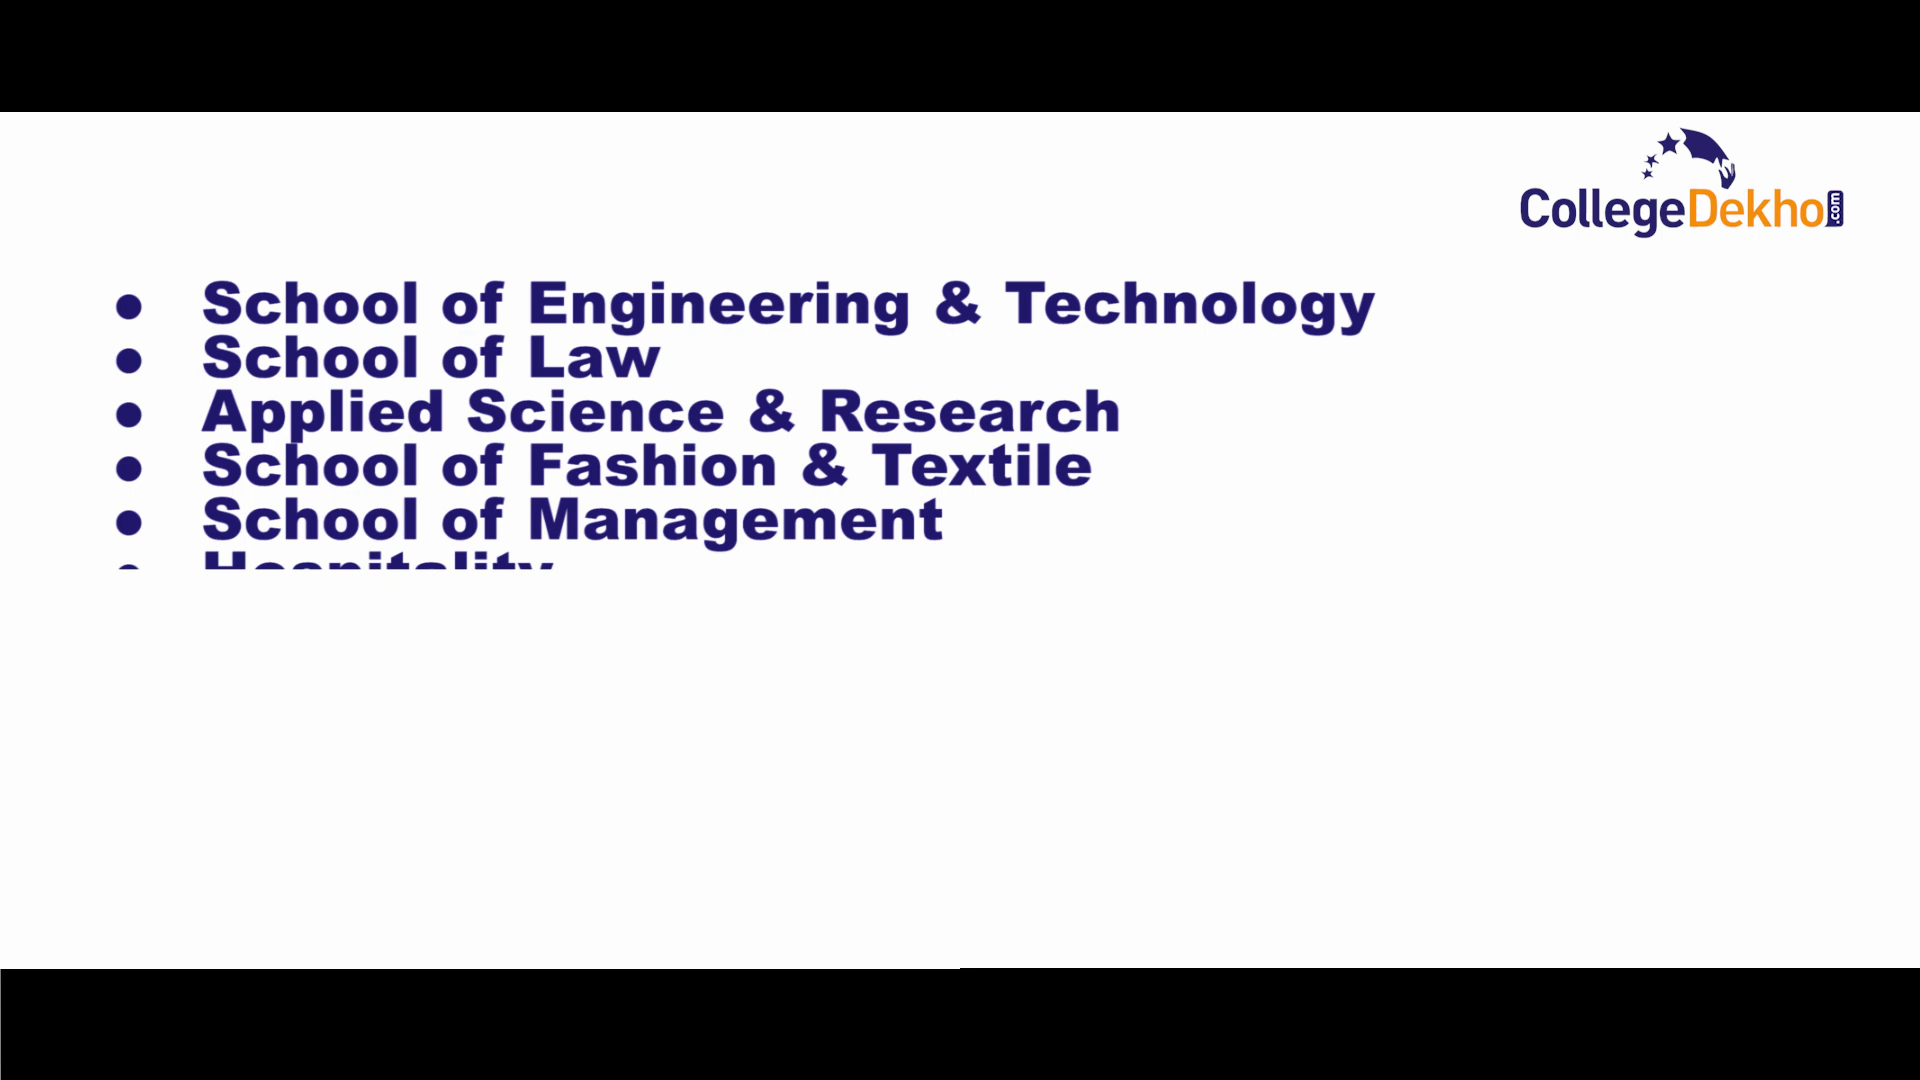 CollegeDekho.com
● School of Engineering & Technology
● School of Law
● Applied Science & Research
● School of Fashion & Textile
● School of Management
● Hospitality